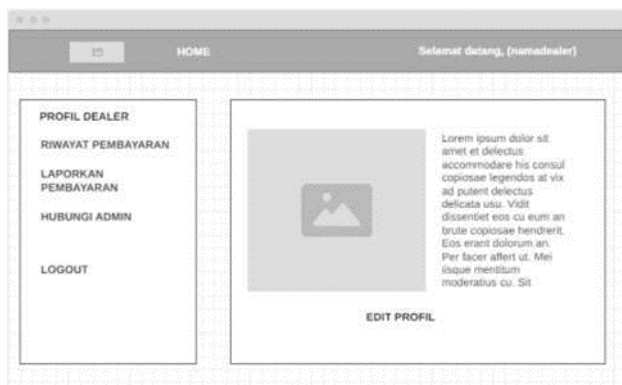 HOME
Selamat datang, (namadealer)
PROFIL DEALER
RIWAYAT PEMBAYARAN
LAPORKAN
PEMBAYARAN
HUBUNGI ADMIN
LOGOUT
Lorem ipsum dolor sit
amet et delectus
accommodare his consul
copiosae legendos at vix
ad putent delectus
delicata usu. Vidit
dissentiet eos cu eum an
brute copiosae hendrerit.
Eos erant dolorum an.
Per facer affert ut. Mei
iisque mentitum
moderatius cu. Sit
EDIT PROFIL